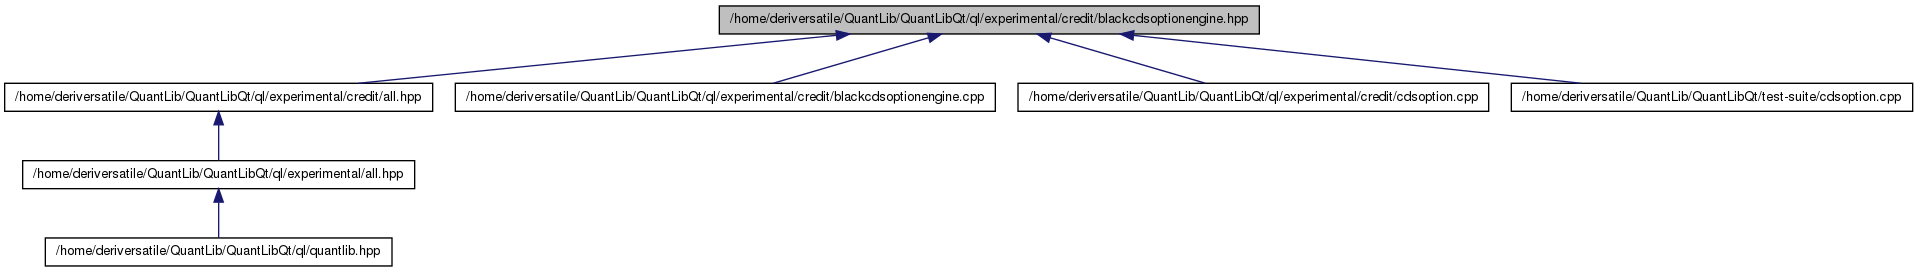 /home/deriversatile/QuantLib/QuantLibQt/ql/experimental/credit/blackcdsoptionengine.hpp
/home/deriversatile/QuantLib/QuantLibQt/ql/experimental/credit/all.hpp
/home/deriversatile/QuantLib/QuantLibQt/ql/experimental/credit/blackcdsoptionengine.cpp
/home/deriversatile/QuantLib/QuantLibQt/ql/experimental/credit/cdsoption.cpp
/home/deriversatile/QuantLib/QuantLibQt/test-suite/cdsoption.cpp
/home/deriversatile/QuantLib/QuantLibQt/ql/experimental/all.hpp
/home/deriversatile/QuantLib/QuantLibQt/ql/quantlib.hpp